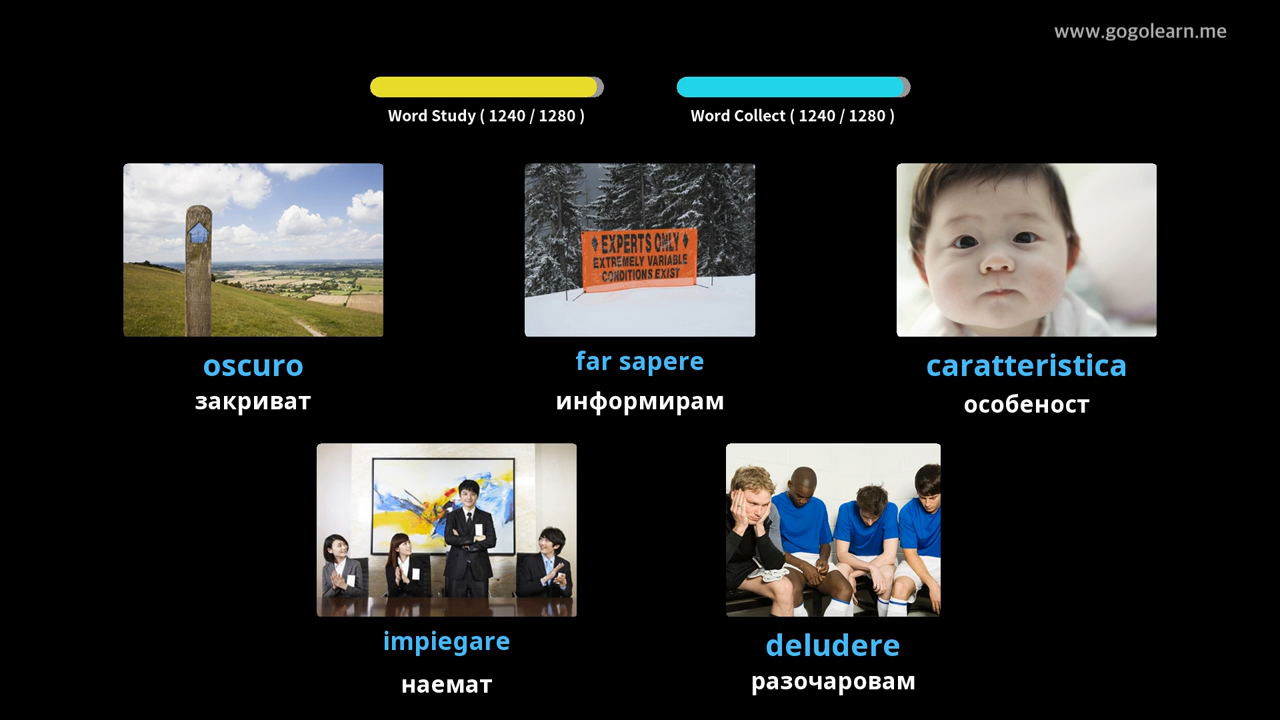 www.gogolearn.me
Word Study ( 1240 / 1280 )
Word Collect ( 1240 / 1280 )
EXPERTS ONLY
EXTREMELY VARIABLE
CONDITIONS EXIST
oscuro
far sapere
caratteristica
закриват
информирам
особеност
impiegare
deludere
наемат
разочаровам